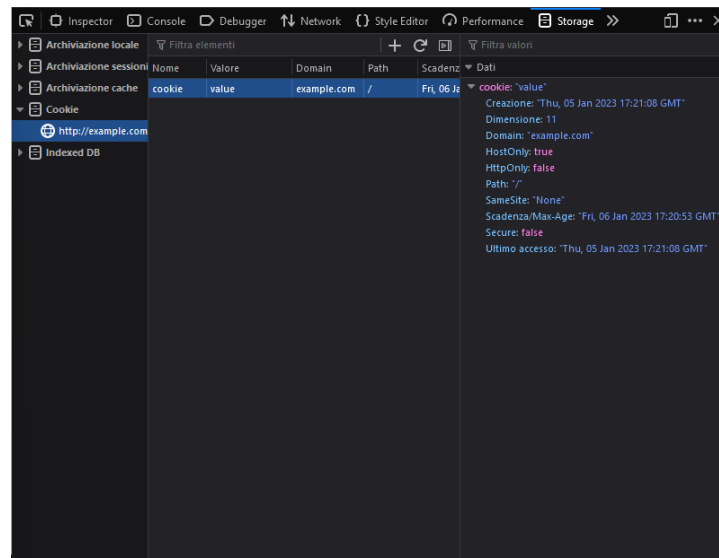 Inspector Console Debugger Network Style Editor Performance Storage
Archiviazione locale
Archiviazione sessioni
Archiviazione cache
Cookie
http://example.com
Indexed DB
Filtra elementi
Nome Valore Domain Path Scadenz
cookie value example.com / Fri, 06 Ja
Filtra valori
Dati
cookie: "value"
Creazione: "Thu, 05 Jan 2023 17:21:08 GMT"
Dimensione: 11
Domain: "example.com"
HostOnly: true
HttpOnly: false
Path: "/"
SameSite: "None"
Scadenza/Max-Age: "Fri, 06 Jan 2023 17:20:53 GMT"
Secure: false
Ultimo accesso: "Thu, 05 Jan 2023 17:21:08 GMT"